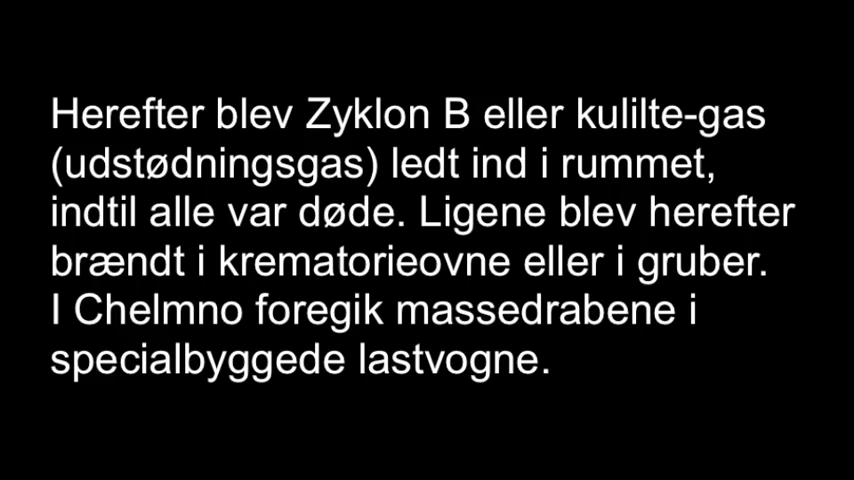 Herefter blev Zyklon B eller kulilte-gas
(udstødningsgas) ledt ind i rummet,
indtil alle var døde. Ligene blev herefter
brændt i krematorieovne eller i gruber.
I Chelmno foregik massedrabene i
specialbyggede lastvogne.